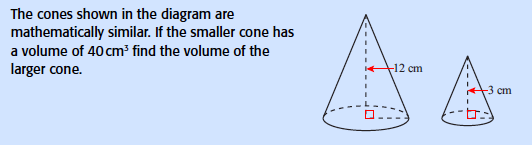 The cones shown in the diagram are
mathematically similar. If the smaller cone has
a volume of 40 cm³ find the volume of the
larger cone.
12 cm
3 cm